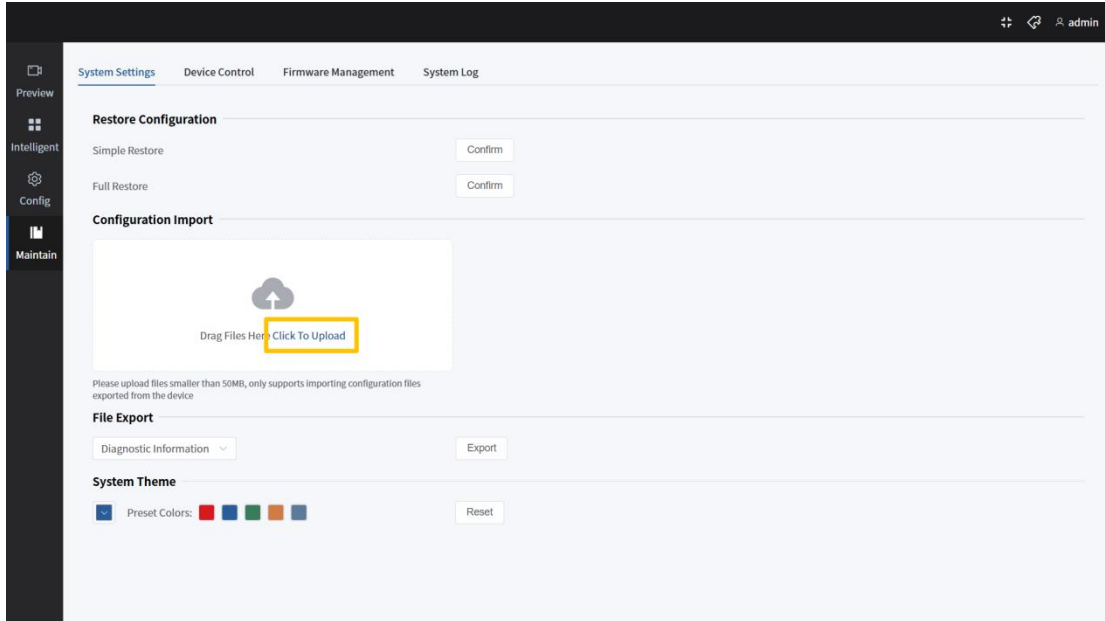 admin
Preview
Intelligent
Config
Maintain
System Settings Device Control Firmware Management System Log
Restore Configuration
Simple Restore Confirm
Full Restore Confirm
Configuration Import
Drag Files Here Click To Upload
Please upload files smaller than 50MB, only supports importing configuration files
exported from the device
File Export
Diagnostic Information Export
System Theme
Preset Colors: Reset